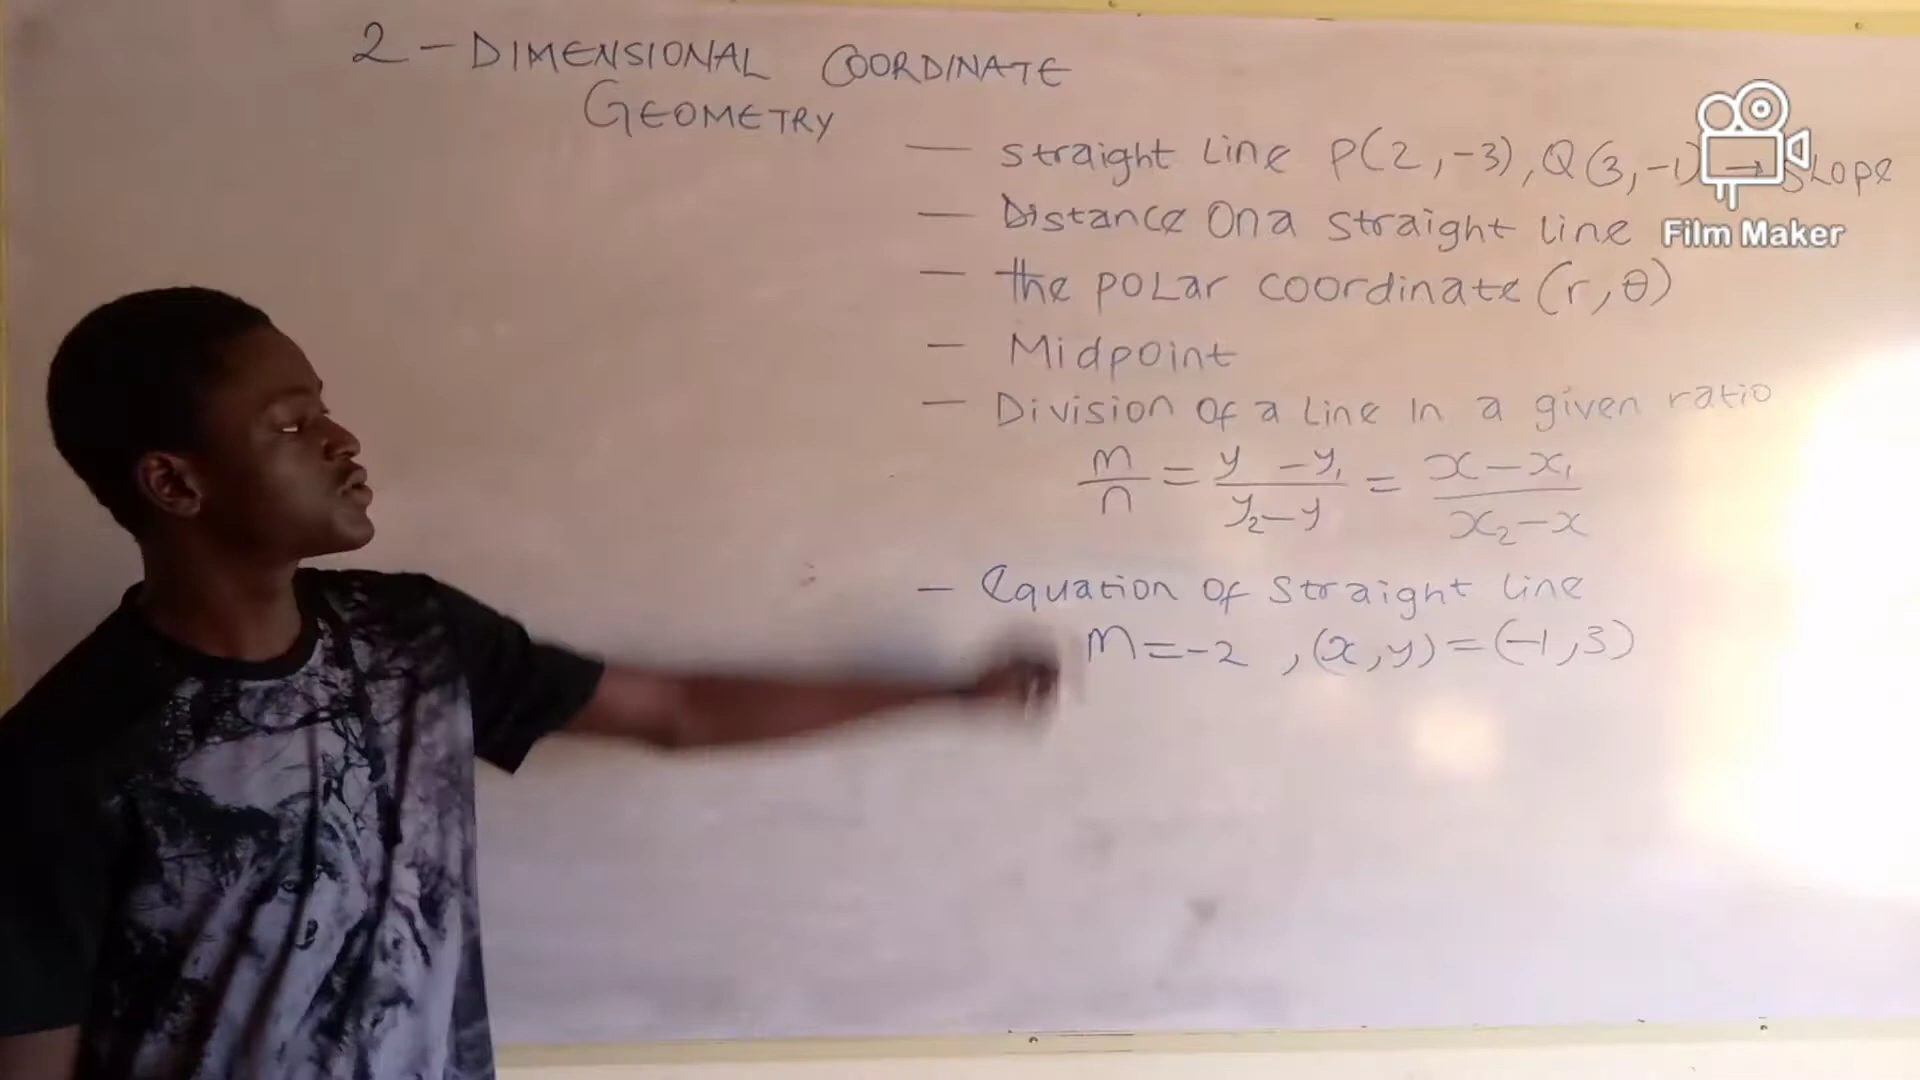 2 - DIMENSIONAL COORDINATE
GEOMETRY
— straight Line P(2,-3), Q(3,-1) → slope
— Distance On a straight line
— the polar coordinate (r,θ)
— Midpoint
— Division of a Line In a given ratio
m/n = y - y₁/y₂ - y = x - x₁/x₂ - x
— Equation of straight line
M = -2 , (x,y) = (-1,3)
Film Maker